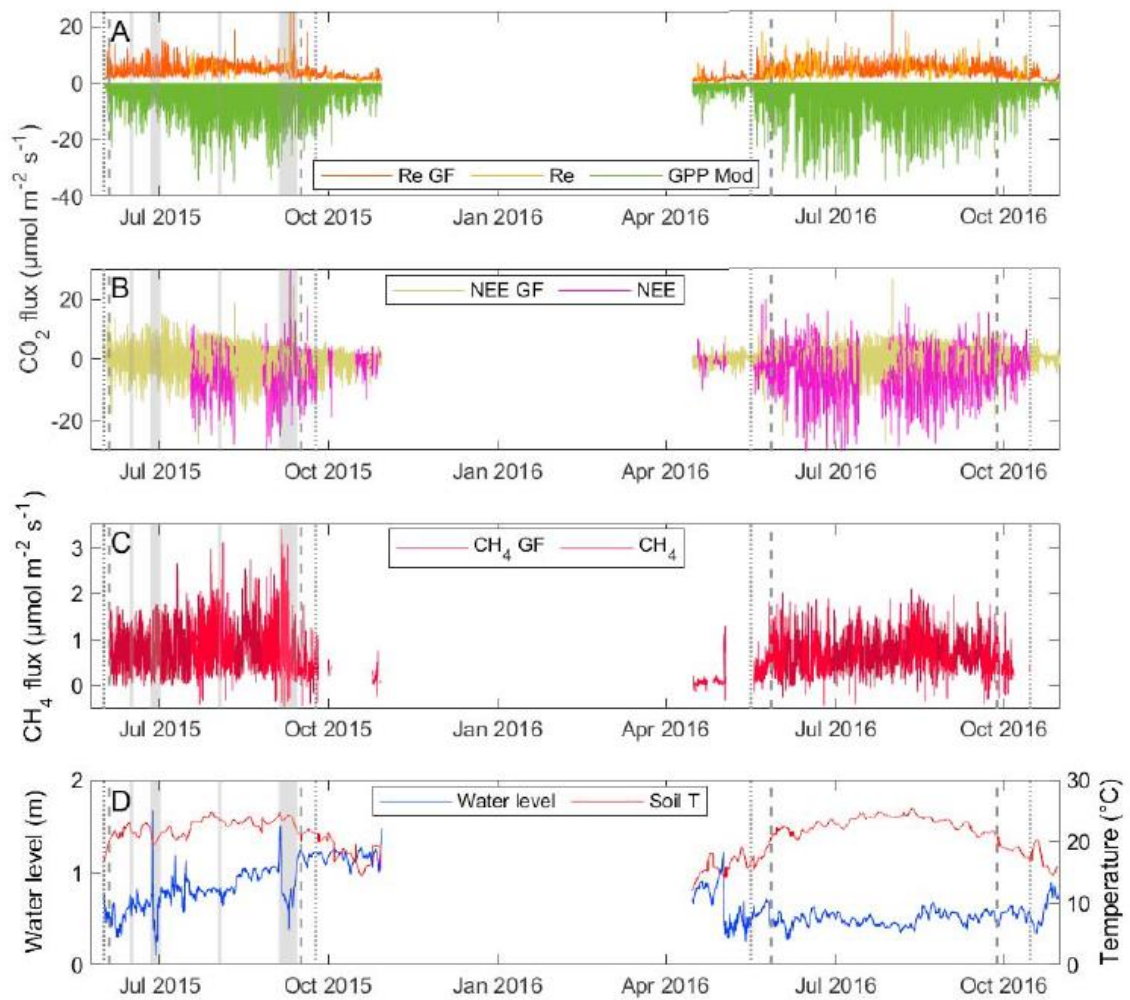 A
20
0
-20
-40
Re GF Re GPP Mod
Jul 2015 Oct 2015 Jan 2016 Apr 2016 Jul 2016 Oct 2016
CO2 flux (μmol m-2 s-1)
B
NEE GF NEE
20
0
-20
Jul 2015 Oct 2015 Jan 2016 Apr 2016 Jul 2016 Oct 2016
CH4 flux (μmol m-2 s-1)
C
CH4 GF CH4
3
2
1
0
Jul 2015 Oct 2015 Jan 2016 Apr 2016 Jul 2016 Oct 2016
Water level (m)
D
Water level Soil T
2
1
0
30
20
10
0
Temperature (°C)
Jul 2015 Oct 2015 Jan 2016 Apr 2016 Jul 2016 Oct 2016